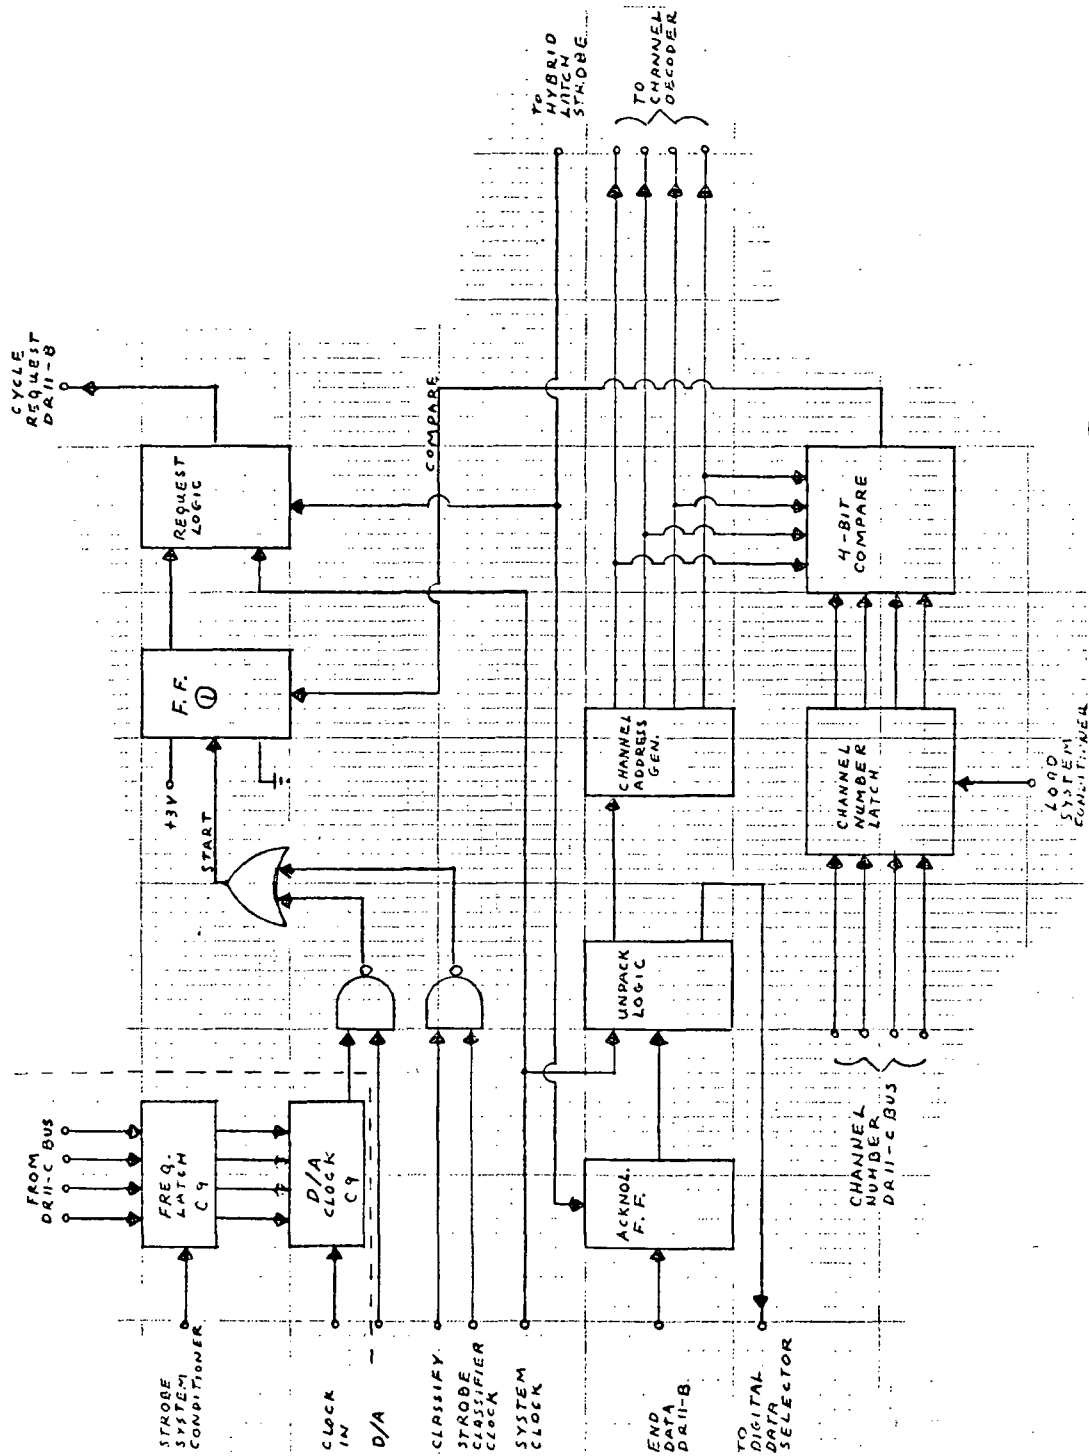 STROBE
SYSTEM
CONDITIONER
CLOCK
IN
D/A
CLASSIFY
STROBE
CLASSIFIER
CLOCK
SYSTEM
CLOCK
END
DATA
DR11-B
TO
DIGITAL
DATA
SELECTOR
FROM
DR11-C BUS
FREQ.
LATCH
C9
D/A
CLOCK
C9
ACKNOL.
F. F.
UNPACK
LOGIC
CHANNEL
NUMBER
DR11-C BUS
START
+3V
F.F.
1
CHANNEL
ADDRESS
GEN.
CHANNEL
NUMBER
LATCH
LOAD
SYSTEM
CONDITIONER
REQUEST
LOGIC
COMPARE
4-BIT
COMPARE
CYCLE
REQUEST
DR11-B
TO
HYBRID
LATCH
STROBE
TO
CHANNEL
DECODER